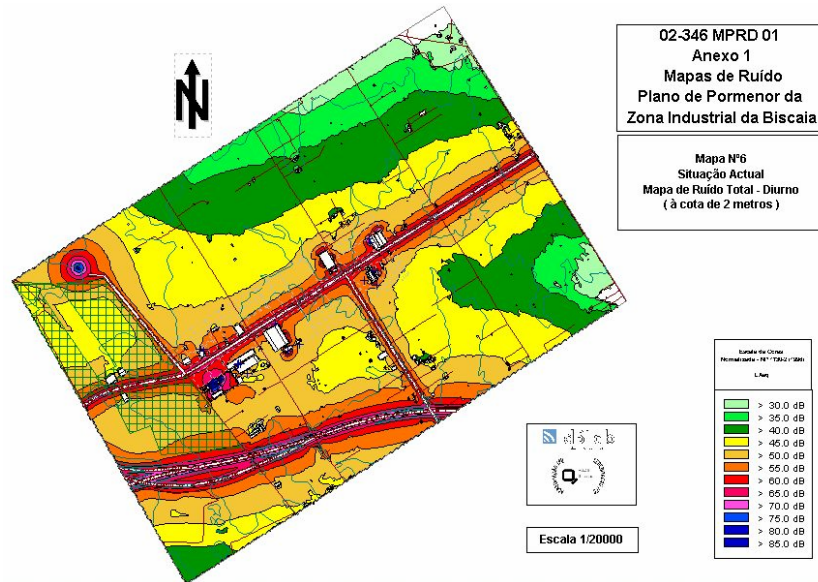 02-346 MPRD 01
Anexo 1
Mapas de Ruído
Plano de Pormenor da
Zona Industrial da Biscaia
Mapa Nº6
Situação Actual
Mapa de Ruído Total - Diurno
( à cota de 2 metros )
Escala de Cores
> 30.0 dB
> 35.0 dB
> 40.0 dB
> 45.0 dB
> 50.0 dB
> 55.0 dB
> 60.0 dB
> 65.0 dB
> 70.0 dB
> 75.0 dB
> 80.0 dB
> 85.0 dB
Escala 1/20000
N